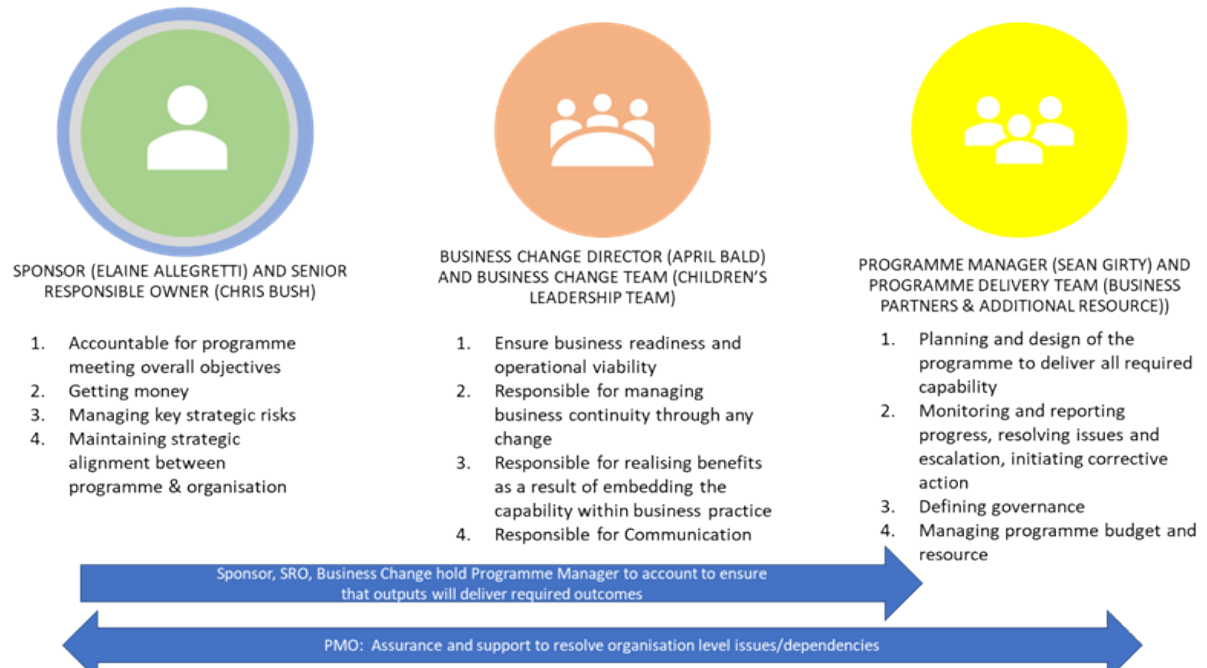 SPONSOR (ELAINE ALLEGRETTI) AND SENIOR
RESPONSIBLE OWNER (CHRIS BUSH)
1. Accountable for programme
meeting overall objectives
2. Getting money
3. Managing key strategic risks
4. Maintaining strategic
alignment between
programme & organisation
BUSINESS CHANGE DIRECTOR (APRIL BALD)
AND BUSINESS CHANGE TEAM (CHILDREN'S
LEADERSHIP TEAM)
1. Ensure business readiness and
operational viability
2. Responsible for managing
business continuity through any
change
3. Responsible for realising benefits
as a result of embedding the
capability within business practice
4. Responsible for Communication
PROGRAMME MANAGER (SEAN GIRTY) AND
PROGRAMME DELIVERY TEAM (BUSINESS
PARTNERS & ADDITIONAL RESOURCE))
1. Planning and design of the
programme to deliver all required
capability
2. Monitoring and reporting
progress, resolving issues and
escalation, initiating corrective
action
3. Defining governance
4. Managing programme budget and
resource
Sponsor, SRO, Business Change hold Programme Manager to account to ensure
that outputs will deliver required outcomes
PMO: Assurance and support to resolve organisation level issues/dependencies